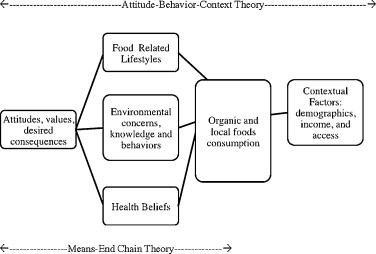 <-----------------------------Attitude-Behavior-Context Theory---------------------------->
Food Related
Lifestyles
Attitudes, values,
desired
consequences
Environmental
concerns,
knowledge and
behaviors
Health Beliefs
Organic and
local foods
consumption
Contextual
Factors:
demographics,
income, and
access
<---------------Means-End Chain Theory------------->